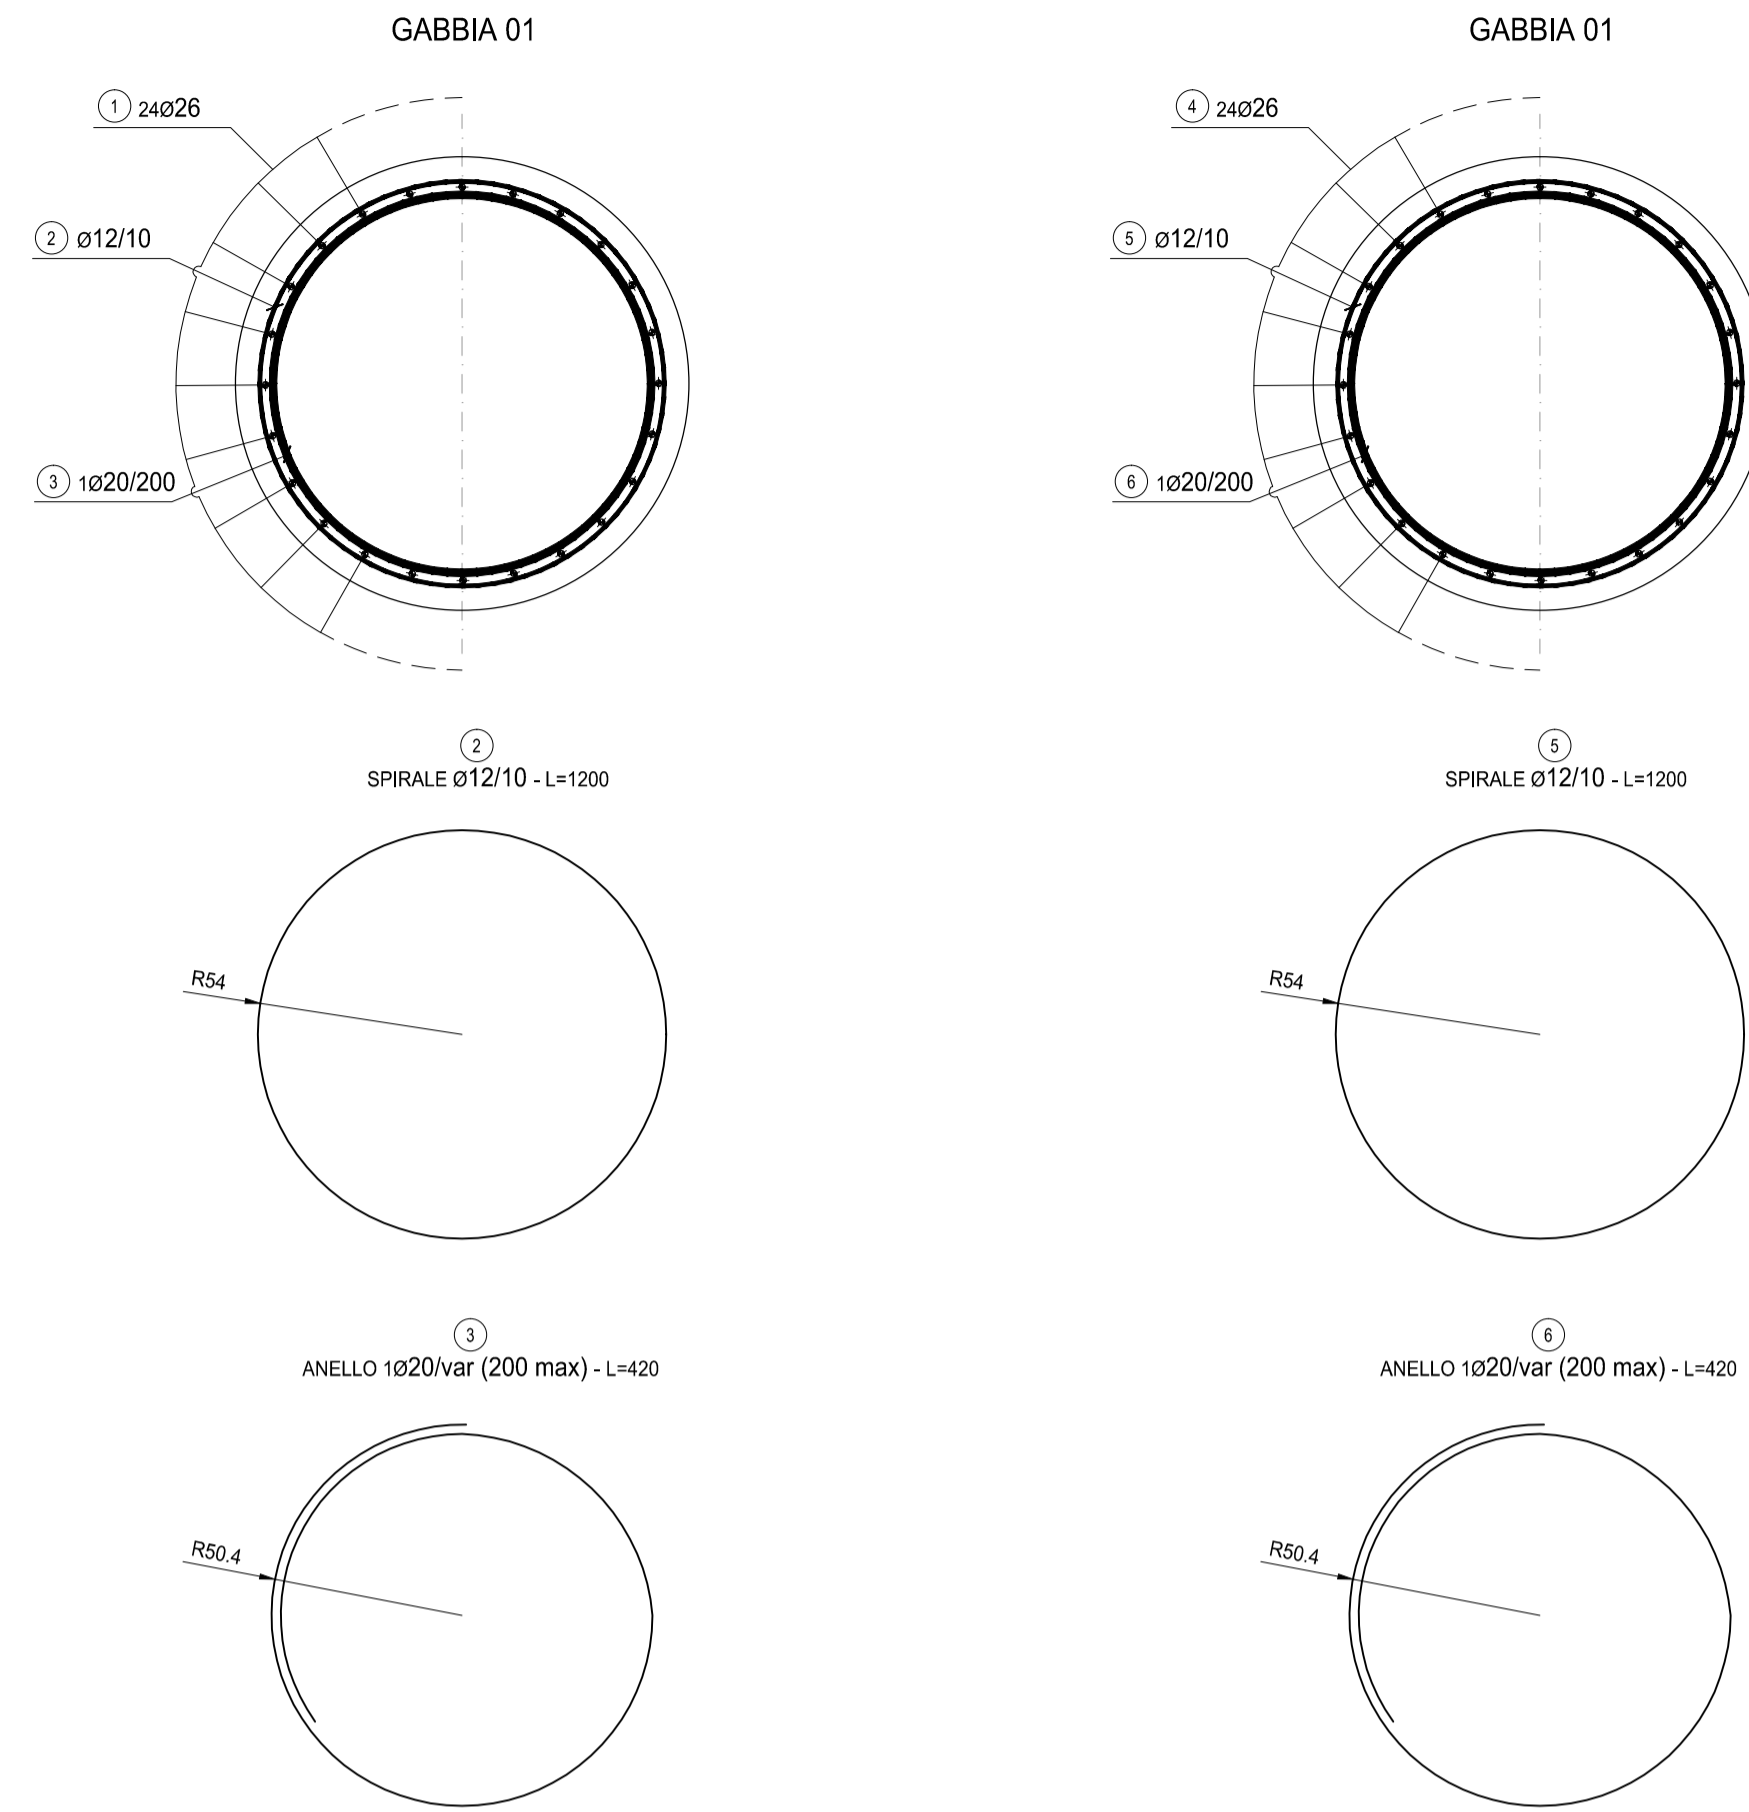 GABBIA 01
1 24Ø26
2 Ø12/10
3 1Ø20/200
2
SPIRALE Ø12/10 - L=1200
R54
3
ANELLO 1Ø20/var (200 max) - L=420
R50.4
GABBIA 01
4 24Ø26
5 Ø12/10
6 1Ø20/200
5
SPIRALE Ø12/10 - L=1200
R54
6
ANELLO 1Ø20/var (200 max) - L=420
R50.4